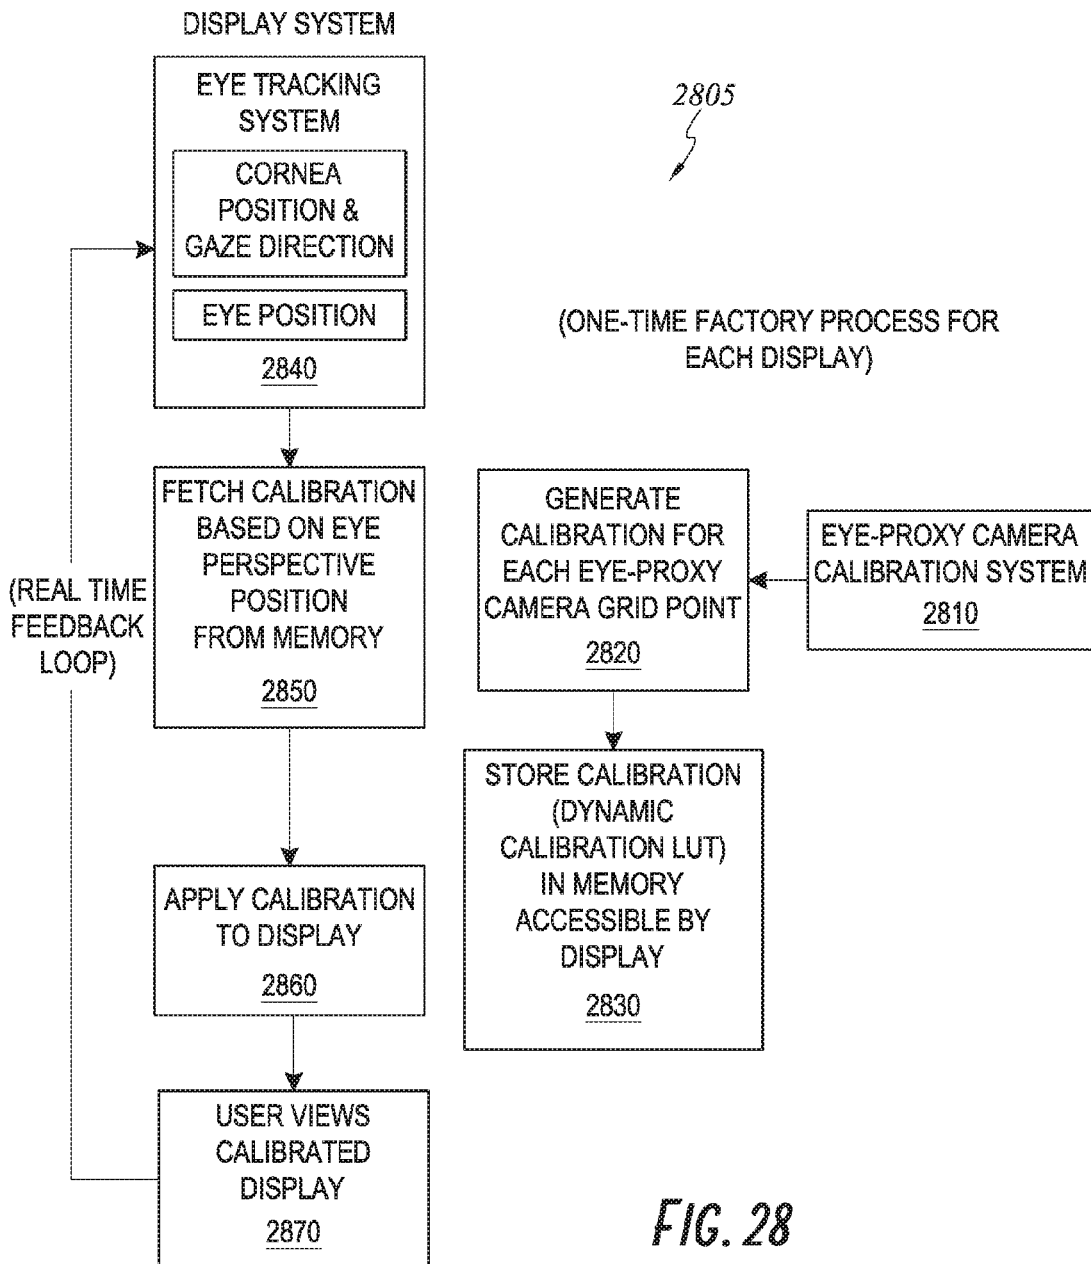 DISPLAY SYSTEM
EYE TRACKING
SYSTEM
CORNEA
POSITION &
GAZE DIRECTION
EYE POSITION
2840
2805
(ONE-TIME FACTORY PROCESS FOR
EACH DISPLAY)
FETCH CALIBRATION
BASED ON EYE
PERSPECTIVE
POSITION
FROM MEMORY
2850
(REAL TIME
FEEDBACK
LOOP)
GENERATE
CALIBRATION FOR
EACH EYE-PROXY
CAMERA GRID POINT
2820
EYE-PROXY CAMERA
CALIBRATION SYSTEM
2810
STORE CALIBRATION
(DYNAMIC
CALIBRATION LUT)
IN MEMORY
ACCESSIBLE BY
DISPLAY
2830
APPLY CALIBRATION
TO DISPLAY
2860
USER VIEWS
CALIBRATED
DISPLAY
2870
FIG. 28